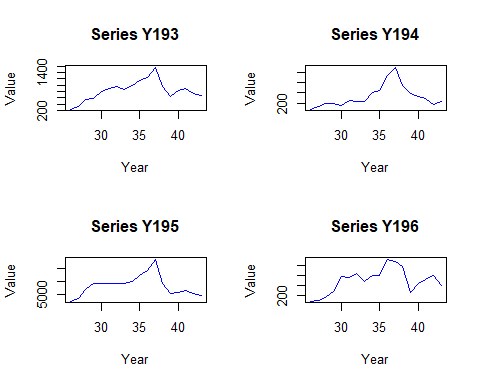 Series Y193
Value
200 1400
30 35 40
Year
Series Y194
Value
200
30 35 40
Year
Series Y195
Value
5000
30 35 40
Year
Series Y196
Value
200
30 35 40
Year